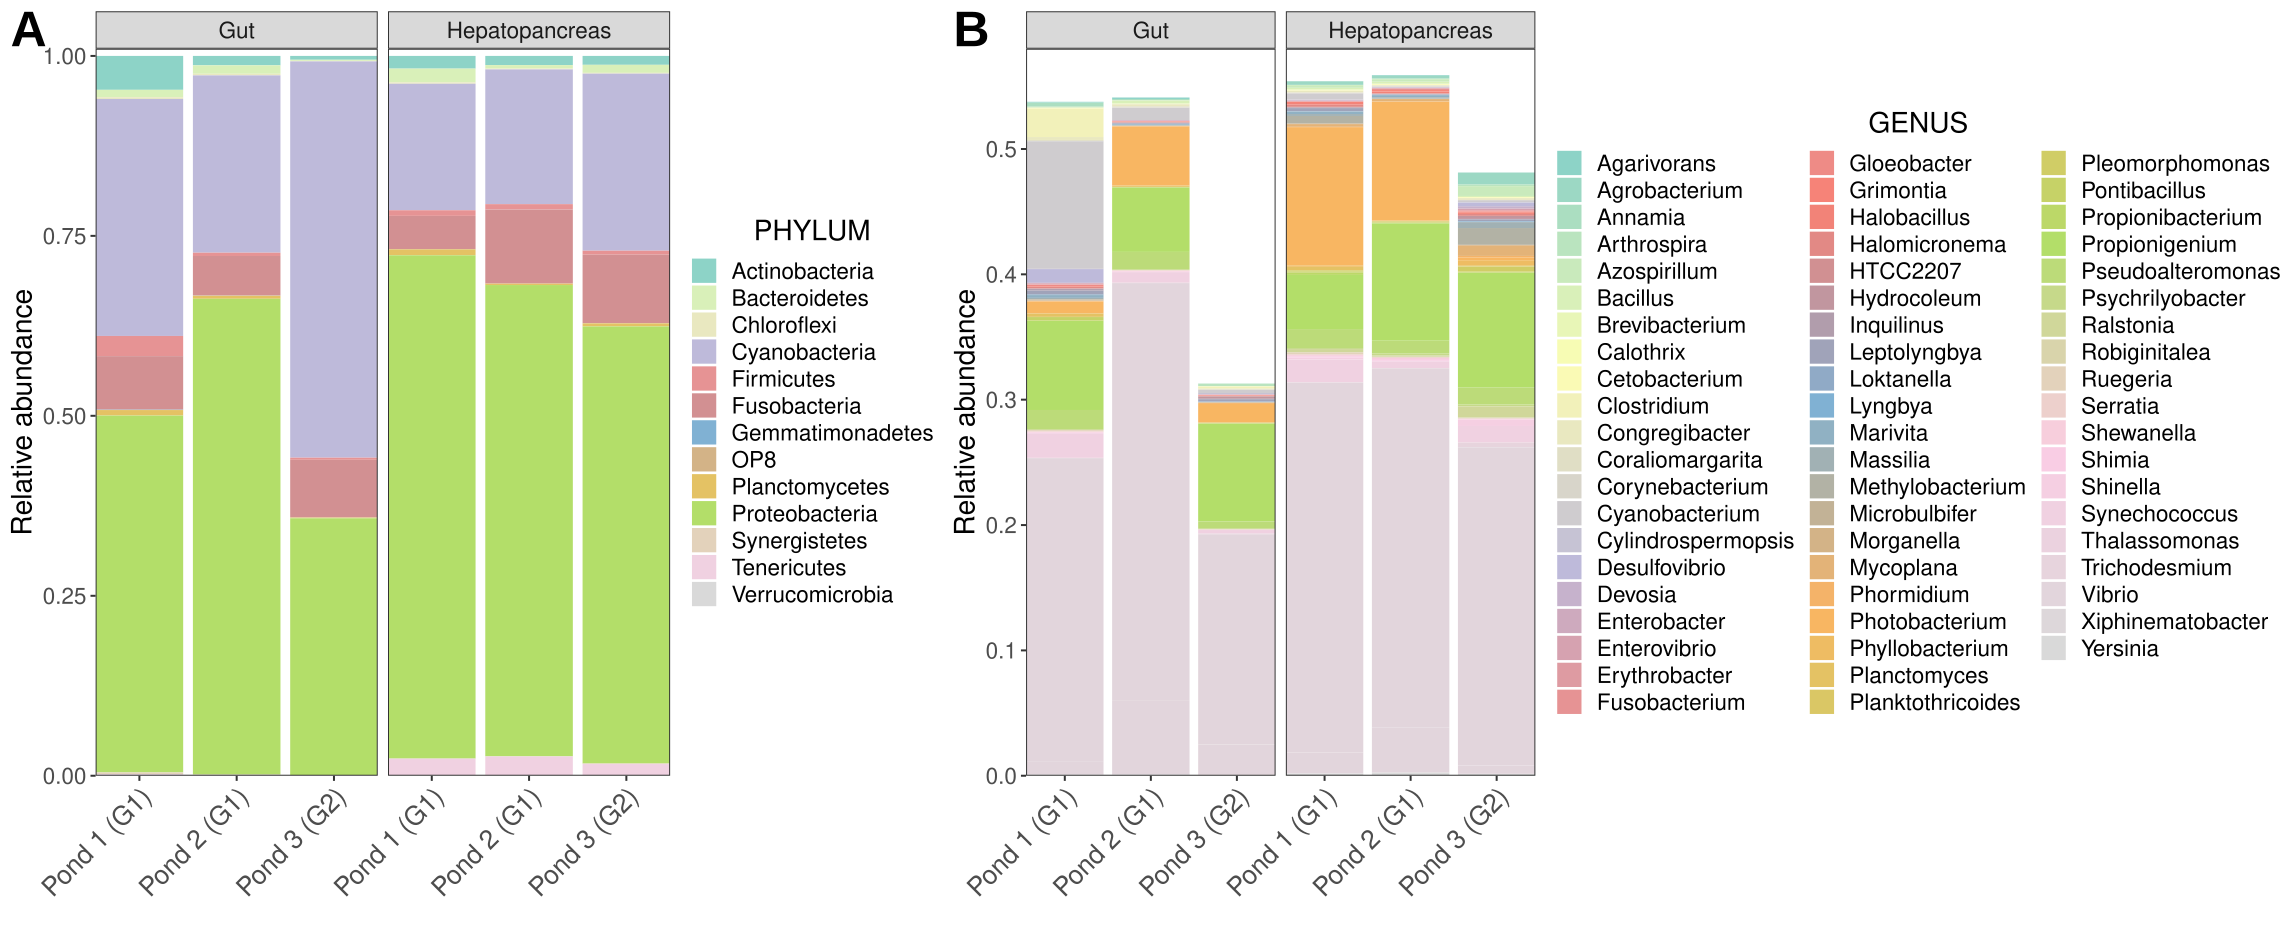 A
Gut
Hepatopancreas
Relative abundance
1.00
0.75
0.50
0.25
0.00
Pond 1 (G1)
Pond 2 (G1)
Pond 3 (G2)
Pond 1 (G1)
Pond 2 (G1)
Pond 3 (G2)
PHYLUM
Actinobacteria
Bacteroidetes
Chloroflexi
Cyanobacteria
Firmicutes
Fusobacteria
Gemmatimonadetes
OP8
Planctomycetes
Proteobacteria
Synergistetes
Tenericutes
Verrucomicrobia
B
Gut
Hepatopancreas
Relative abundance
0.5
0.4
0.3
0.2
0.1
0.0
Pond 1 (G1)
Pond 2 (G1)
Pond 3 (G2)
Pond 1 (G1)
Pond 2 (G1)
Pond 3 (G2)
GENUS
Agarivorans
Agrobacterium
Annamia
Arthrospira
Azospirillum
Bacillus
Brevibacterium
Calothrix
Cetobacterium
Clostridium
Congregibacter
Coraliomargarita
Corynebacterium
Cyanobacterium
Cylindrospermopsis
Desulfovibrio
Devosia
Enterobacter
Enterovibrio
Erythrobacter
Fusobacterium
Gloeobacter
Grimontia
Halobacillus
Halomicronema
HTCC2207
Hydrocoleum
Inquilinus
Leptolyngbya
Loktanella
Lyngbya
Marivita
Massilia
Methylobacterium
Microbulbifer
Morganella
Mycoplana
Phormidium
Photobacterium
Phyllobacterium
Planctomyces
Planktothricoides
Pleomorphomonas
Pontibacillus
Propionibacterium
Propionigenium
Pseudoalteromonas
Psychrilyobacter
Ralstonia
Robiginitalea
Ruegeria
Serratia
Shewanella
Shimia
Shinella
Synechococcus
Thalassomonas
Trichodesmium
Vibrio
Xiphinematobacter
Yersinia